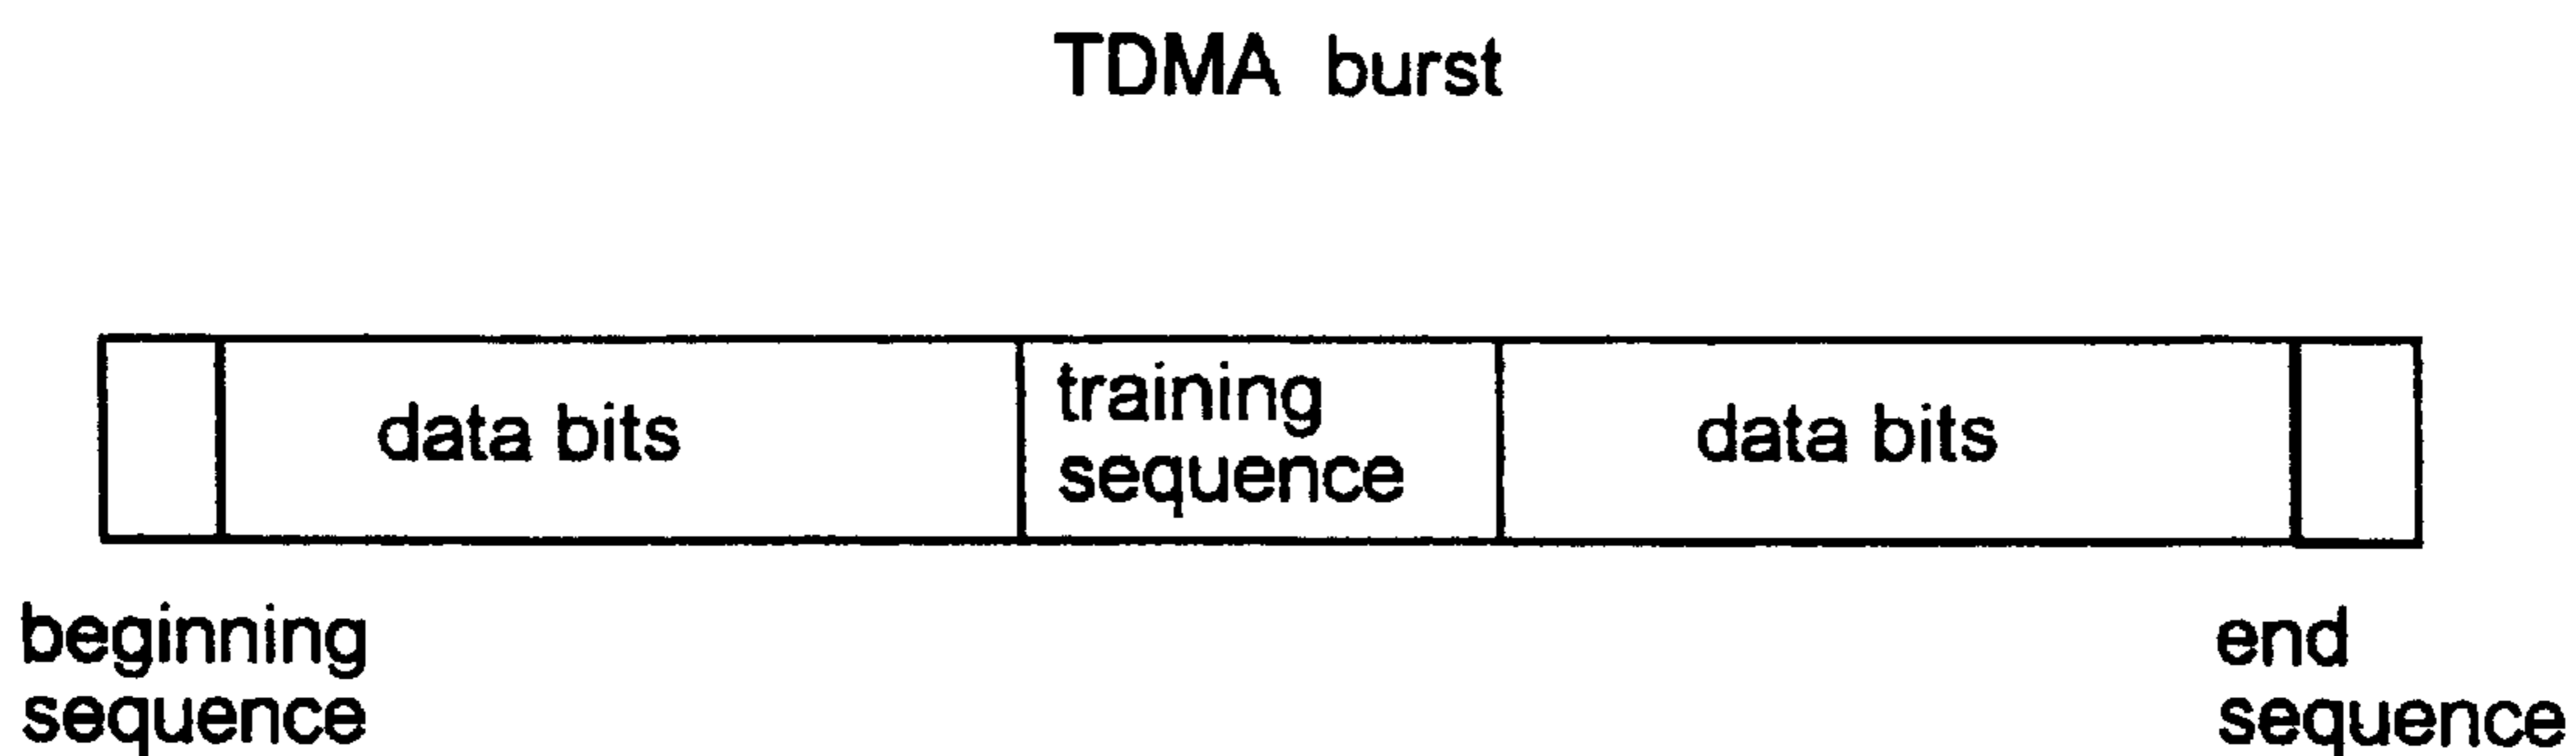 TDMA burst
data bits
training
sequence
data bits
beginning
sequence
end
sequence